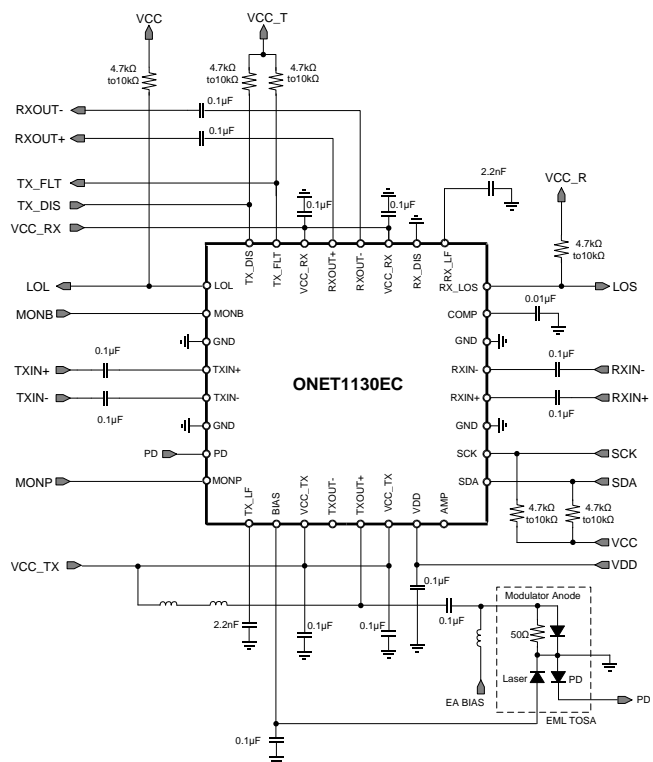 VCC
VCC_T
4.7kΩ
to10kΩ
4.7kΩ
to10kΩ
4.7kΩ
to10kΩ
RXOUT-
0.1µF
RXOUT+
0.1µF
TX_FLT
TX_DIS
VCC_RX
0.1µF
0.1µF
2.2nF
VCC_R
4.7kΩ
to10kΩ
TX_DIS
TX_FLT
VCC_RX
RXOUT+
RXOUT-
VCC_RX
RX_DIS
RX_LF
LOL
LOL
RX_LOS
LOS
MONB
MONB
COMP
0.01µF
GND
GND
TXIN+
0.1µF
TXIN+
RXIN-
0.1µF
RXIN-
ONET1130EC
TXIN-
0.1µF
TXIN-
RXIN+
0.1µF
RXIN+
GND
GND
PD
PD
SCK
SCK
MONP
MONP
SDA
SDA
TX_LF
BIAS
VCC_TX
TXOUT-
TXOUT+
VCC_TX
VDD
AMP
4.7kΩ
to10kΩ
4.7kΩ
to10kΩ
VCC
VCC_TX
VDD
0.1µF
2.2nF
0.1µF
0.1µF
0.1µF
Modulator Anode
50Ω
Laser
PD
EA BIAS
PD
EML TOSA
0.1µF